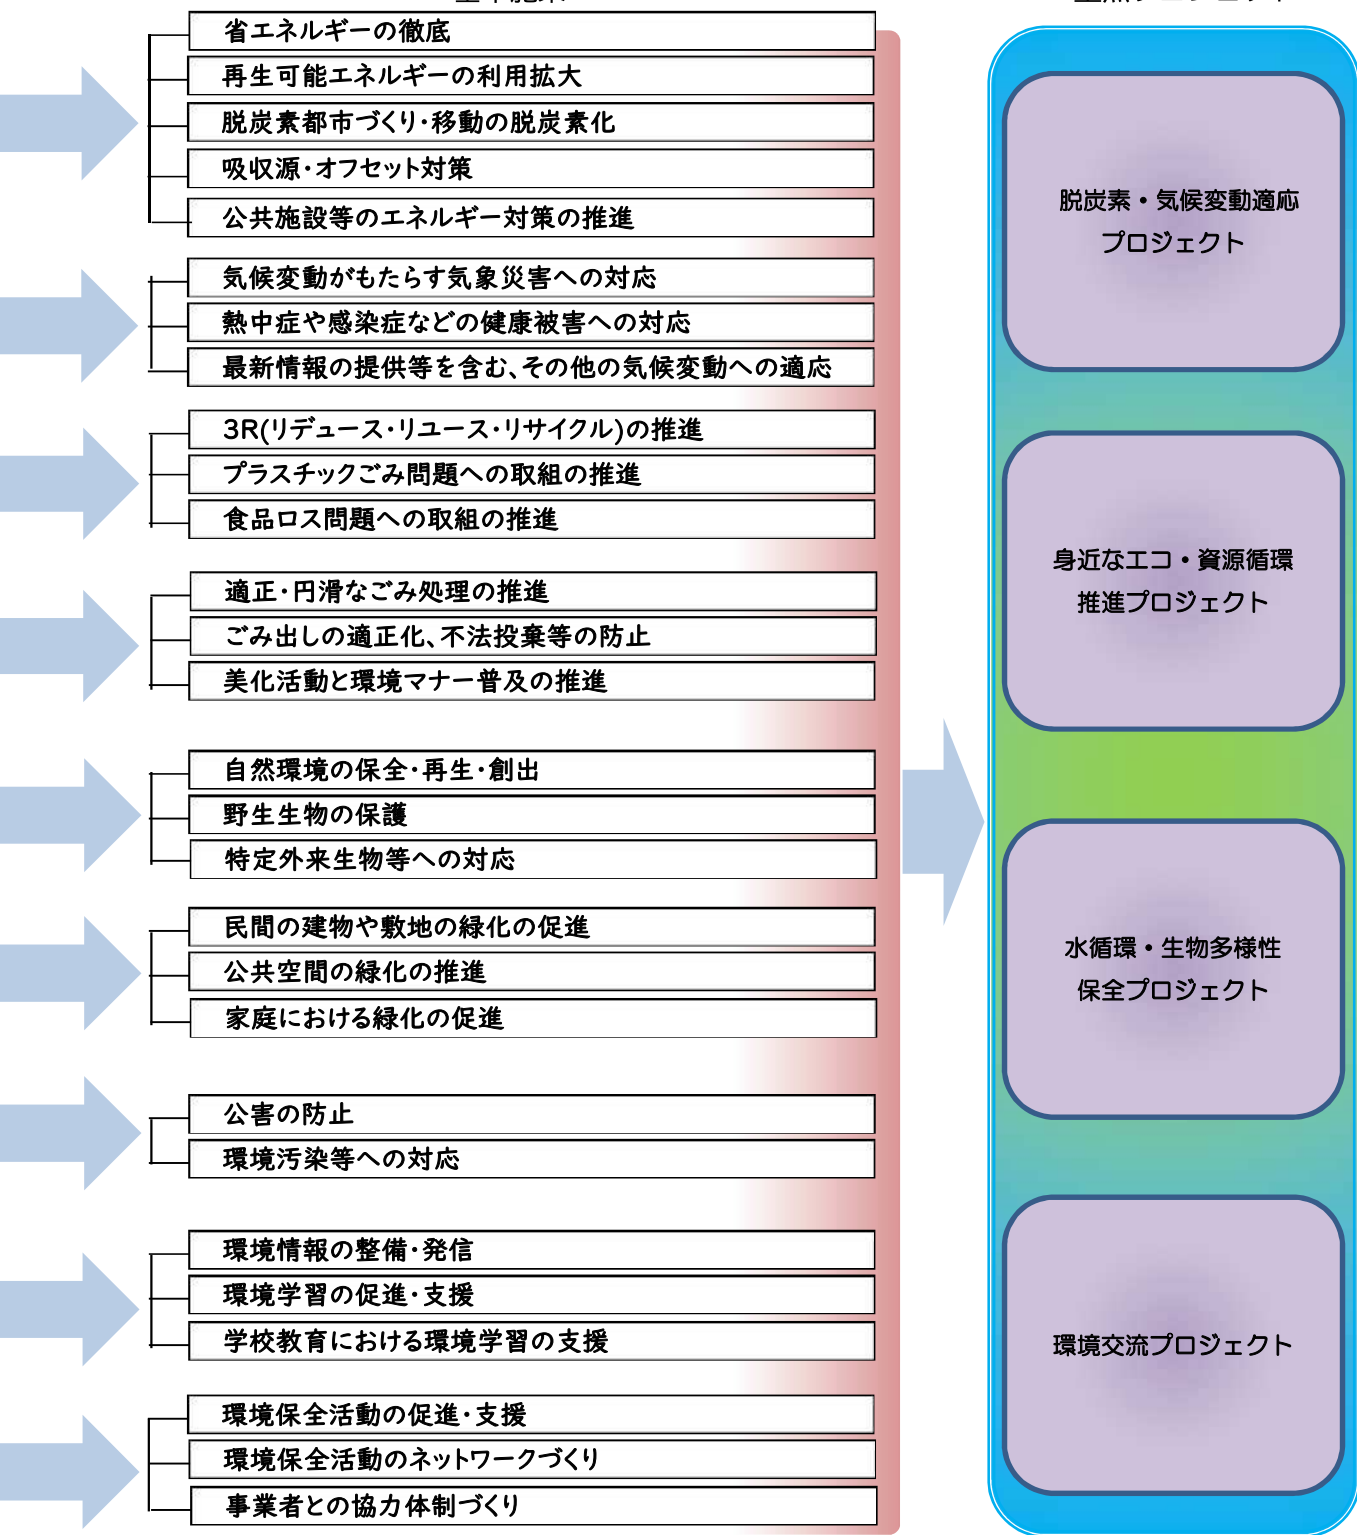 省エネルギーの徹底
再生可能エネルギーの利用拡大
脱炭素都市づくり・移動の脱炭素化
吸収源・オフセット対策
公共施設等のエネルギー対策の推進
気候変動がもたらす気象災害への対応
熱中症や感染症などの健康被害への対応
最新情報の提供等を含む、その他の気候変動への適応
3R(リデュース・リユース・リサイクル)の推進
プラスチックごみ問題への取組の推進
食品ロス問題への取組の推進
適正・円滑なごみ処理の推進
ごみ出しの適正化、不法投棄等の防止
美化活動と環境マナー普及の推進
自然環境の保全・再生・創出
野生生物の保護
特定外来生物等への対応
民間の建物や敷地の緑化の促進
公共空間の緑化の推進
家庭における緑化の促進
公害の防止
環境汚染等への対応
環境情報の整備・発信
環境学習の促進・支援
学校教育における環境学習の支援
環境保全活動の促進・支援
環境保全活動のネットワークづくり
事業者との協力体制づくり
脱炭素・気候変動適応
プロジェクト
身近なエコ・資源循環
推進プロジェクト
水循環・生物多様性
保全プロジェクト
環境交流プロジェクト